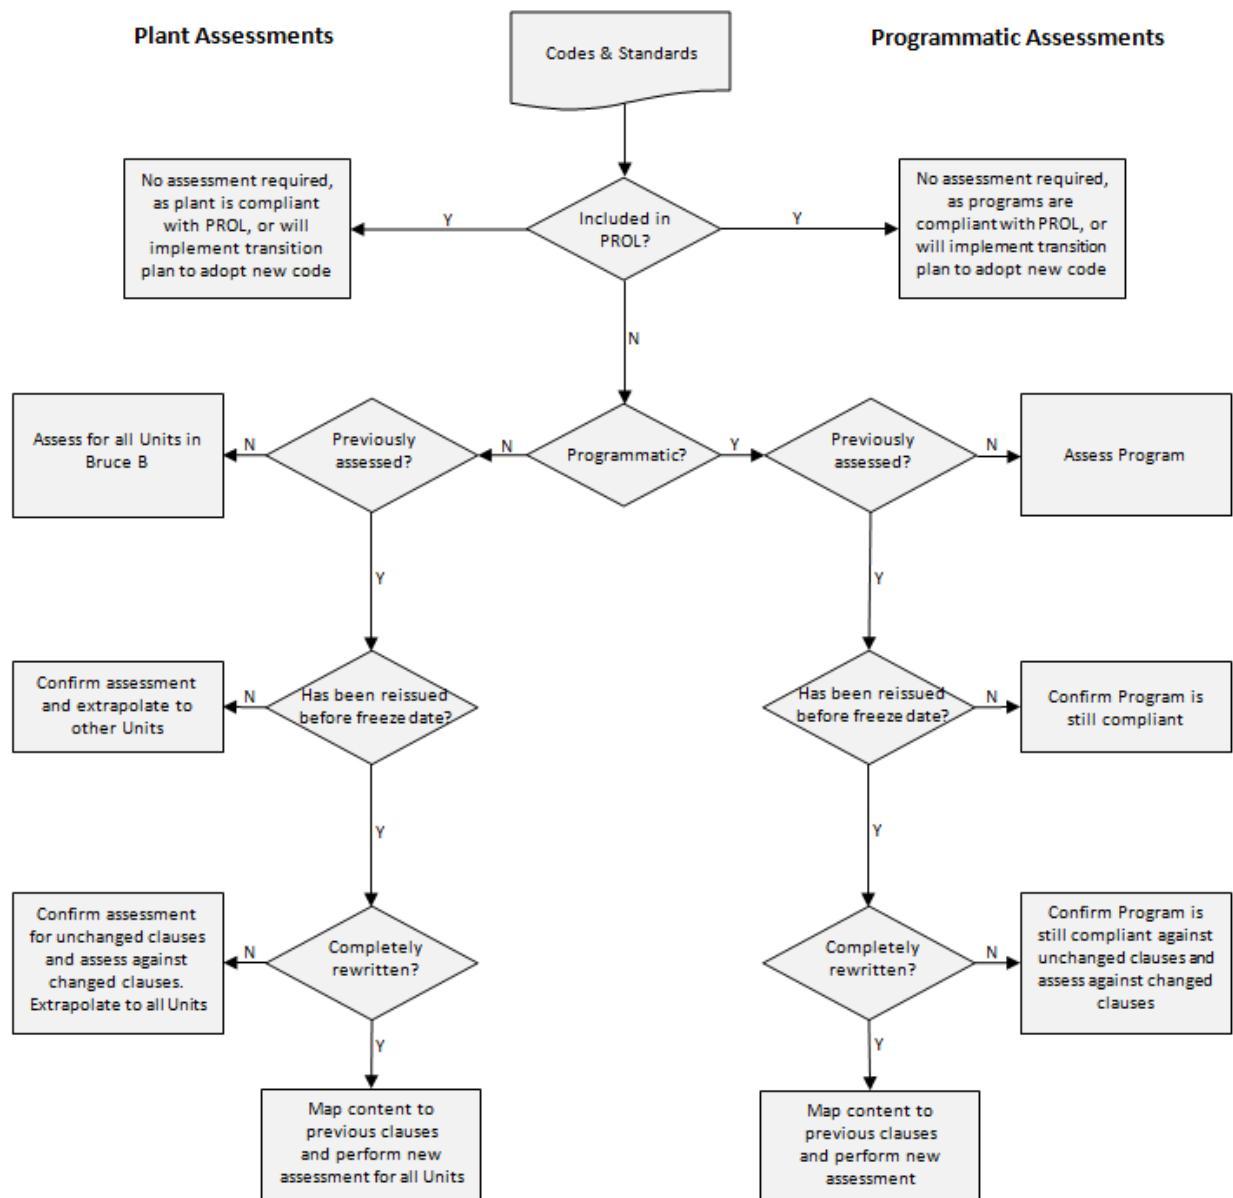 Plant Assessments
Codes & Standards
Programmatic Assessments
No assessment required,
as plant is compliant
with PROL, or will
implement transition
plan to adopt new code
Y
Included in
PROL?
Y
No assessment required,
as programs are
compliant with PROL, or
will implement transition
plan to adopt new code
N
Assess for all Units in
Bruce B
N
Previously
assessed?
N
Programmatic?
Y
Previously
assessed?
N
Assess Program
Y
Y
Confirm assessment
and extrapolate to
other Units
N
Has been reissued
before freeze date?
Has been reissued
before freeze date?
N
Confirm Program is
still compliant
Y
Y
Confirm assessment
for unchanged clauses
and assess against
changed clauses.
Extrapolate to all Units
N
Completely
rewritten?
Completely
rewritten?
N
Confirm Program is
still compliant against
unchanged clauses and
assess against changed
clauses
Y
Y
Map content to
previous clauses
and perform new
assessment for all Units
Map content to
previous clauses
and perform new
assessment